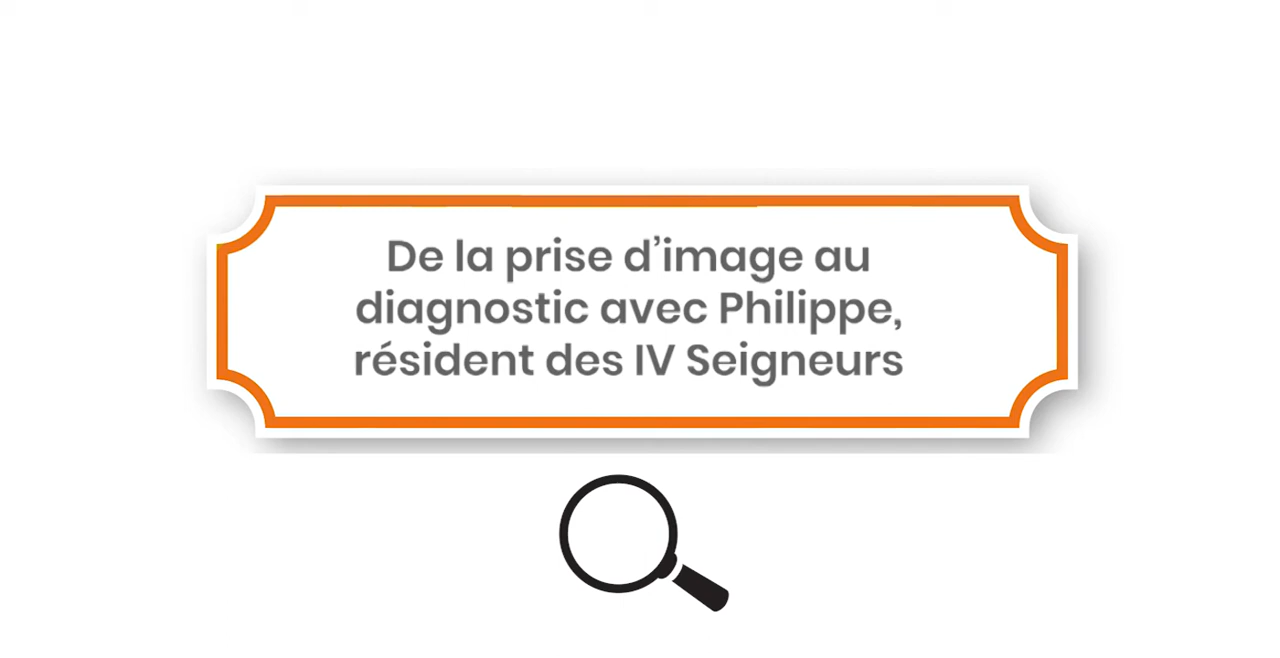 De la prise d’image au
diagnostic avec Philippe,
résident des IV Seigneurs